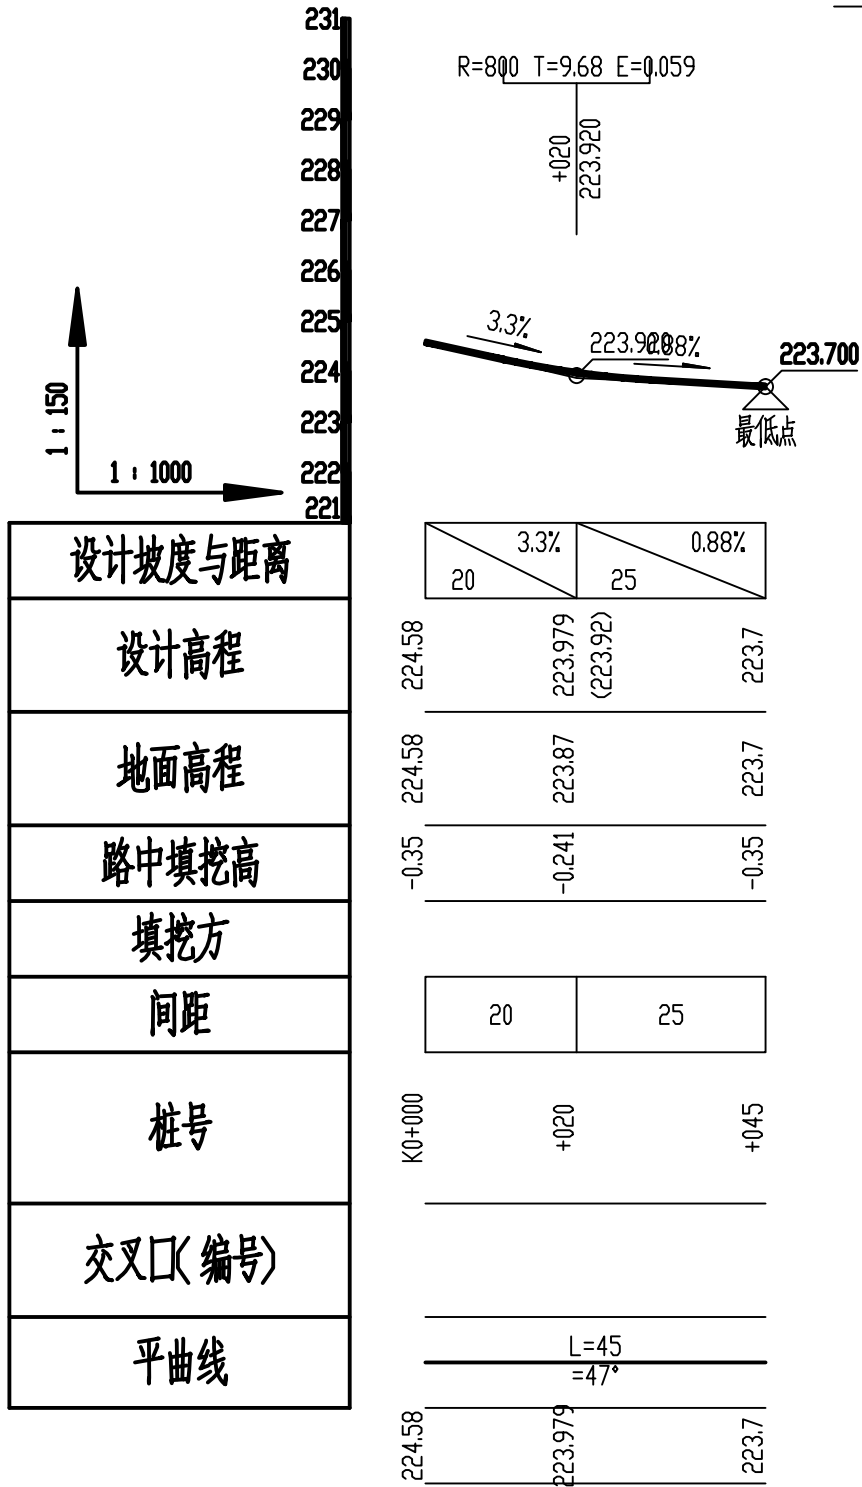 231
230
229
228
227
226
225
224
223
222
221
R=800 T=9.68 E=0.059
+020
223.920
1 : 150
1 : 1000
3.3%
223.920
0.88%
223.700
最低点
设计坡度与距离
3.3%
20
0.88%
25
设计高程
224.58
223.979
(223.92)
223.7
地面高程
224.58
223.87
223.7
路中填挖高
-0.35
-0.241
-0.35
填挖方
间距
20
25
桩号
K0+000
+020
+045
交叉口(编号)
平曲线
L=45
=47°
224.58
223.979
223.7